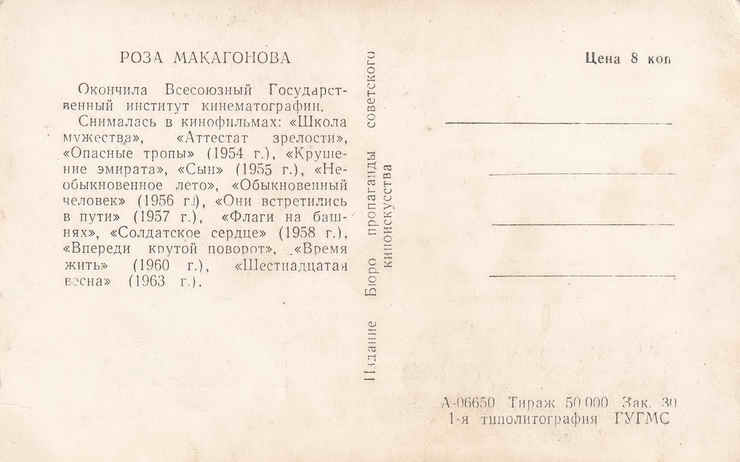 РОЗА МАКАГОНОВА
Окончила Всесоюзный Государст-
венный институт кинематографии.
Снималась в кинофильмах: «Школа
мужества», «Аттестат зрелости»,
«Опасные тропы» (1954 г.), «Круше-
ние эмирата», «Сын» (1955 г.), «Не-
обыкновенное лето», «Обыкновенный
человек» (1956 г.), «Они встретились
в пути» (1957 г.), «Флаги на баш-
нях», «Солдатское сердце» (1958 г.),
«Впереди крутой поворот», «Время
жить» (1960 г.), «Шестнадцатая
весна» (1963 г.).
Издание Бюро пропаганды советского
киноискусства
Цена 8 коп
А-06650 Тираж 50 000 Зак. 30
1-я типолитография ГУГМС